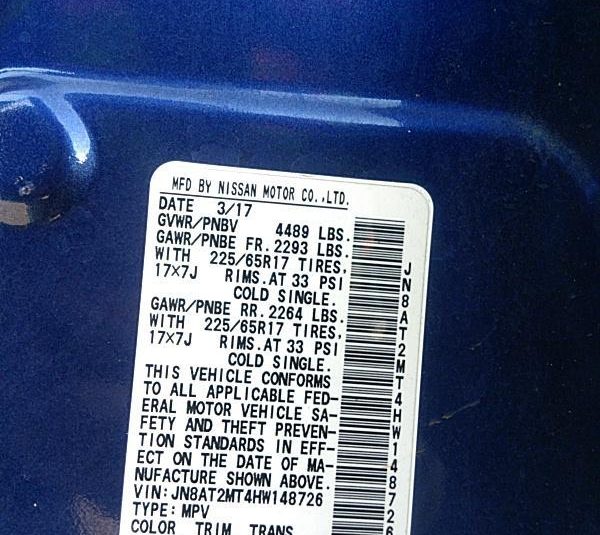 MFD BY NISSAN MOTOR CO.,LTD.
DATE 3/17
GVWR/PNBV 4489 LBS.
GAWR/PNBE FR. 2293 LBS.
WITH 225/65R17 TIRES,
17×7J RIMS.AT 33 PSI
COLD SINGLE.
GAWR/PNBE RR. 2264 LBS.
WITH 225/65R17 TIRES,
17×7J RIMS.AT 33 PSI
COLD SINGLE.
THIS VEHICLE CONFORMS
TO ALL APPLICABLE FED-
ERAL MOTOR VEHICLE SA-
FETY AND THEFT PREVEN-
TION STANDARDS IN EFF-
ECT ON THE DATE OF MA-
NUFACTURE SHOWN ABOVE.
VIN:JN8AT2MT4HW148726
TYPE: MPV
COLOR TRIM TRANS
JN8AT2MT4HW148726